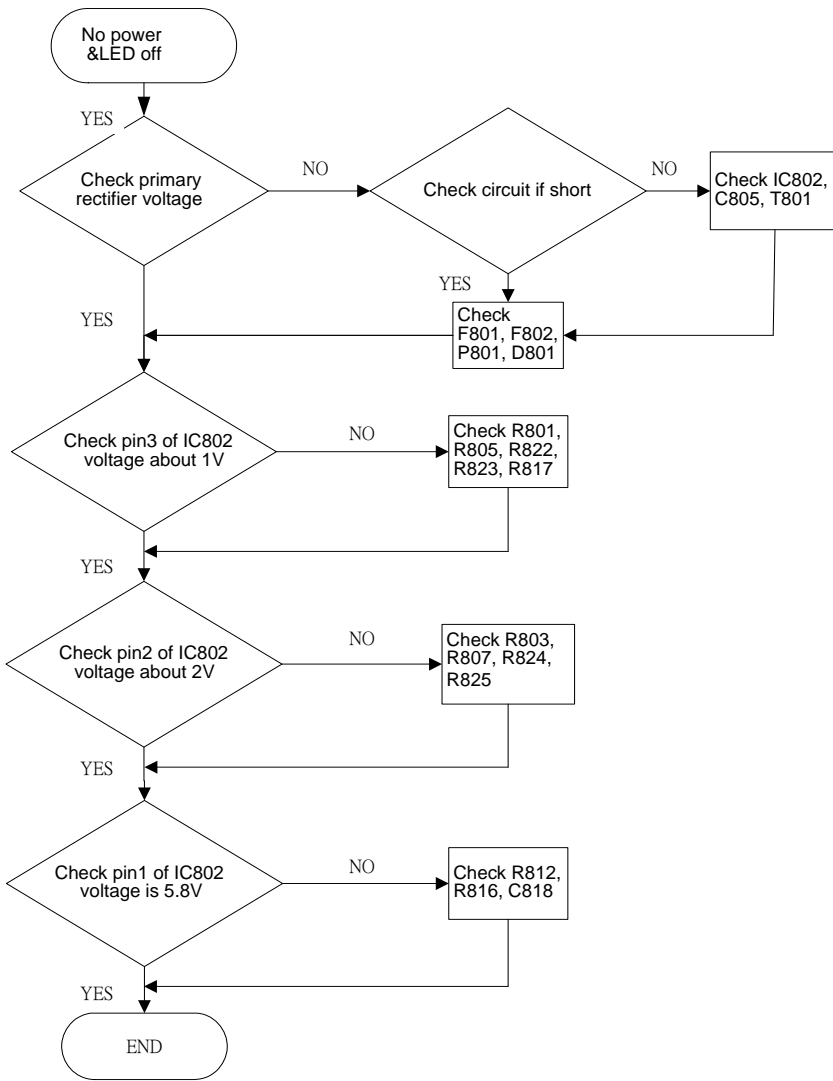 No power
&LED off
YES
Check primary
rectifier voltage
NO
Check circuit if short
NO
Check IC802,
C805, T801
YES
Check
F801, F802,
P801, D801
YES
Check pin3 of IC802
voltage about 1V
NO
Check R801,
R805, R822,
R823, R817
YES
Check pin2 of IC802
voltage about 2V
NO
Check R803,
R807, R824,
R825
YES
Check pin1 of IC802
voltage is 5.8V
NO
Check R812,
R816, C818
YES
END